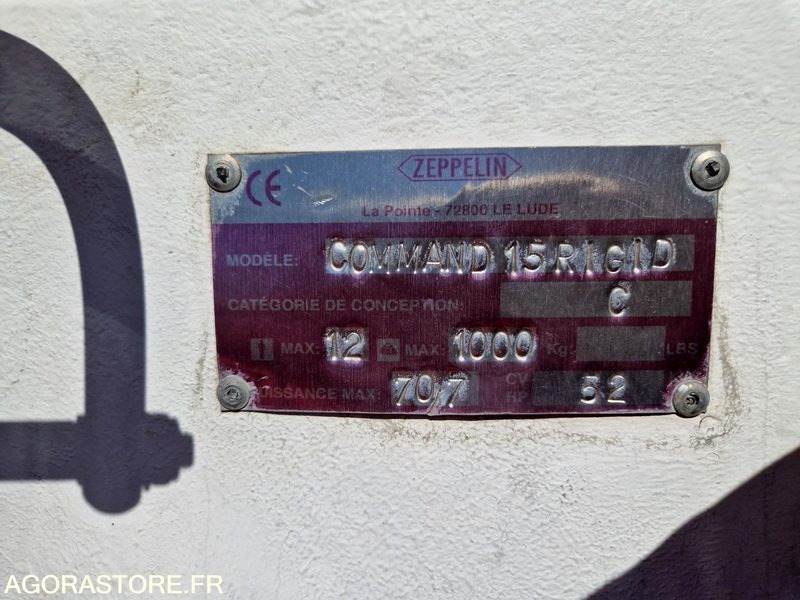 CE ZEPPELIN
La Pointe - 72800 LE LUDE
MODÈLE: COMMAND 15 RIGID
CATÉGORIE DE CONCEPTION: C
MAX: 12 MAX: 1000 Kg LBS
PUISSANCE MAX: 70,7 CV HP 52
AGORASTORE.FR